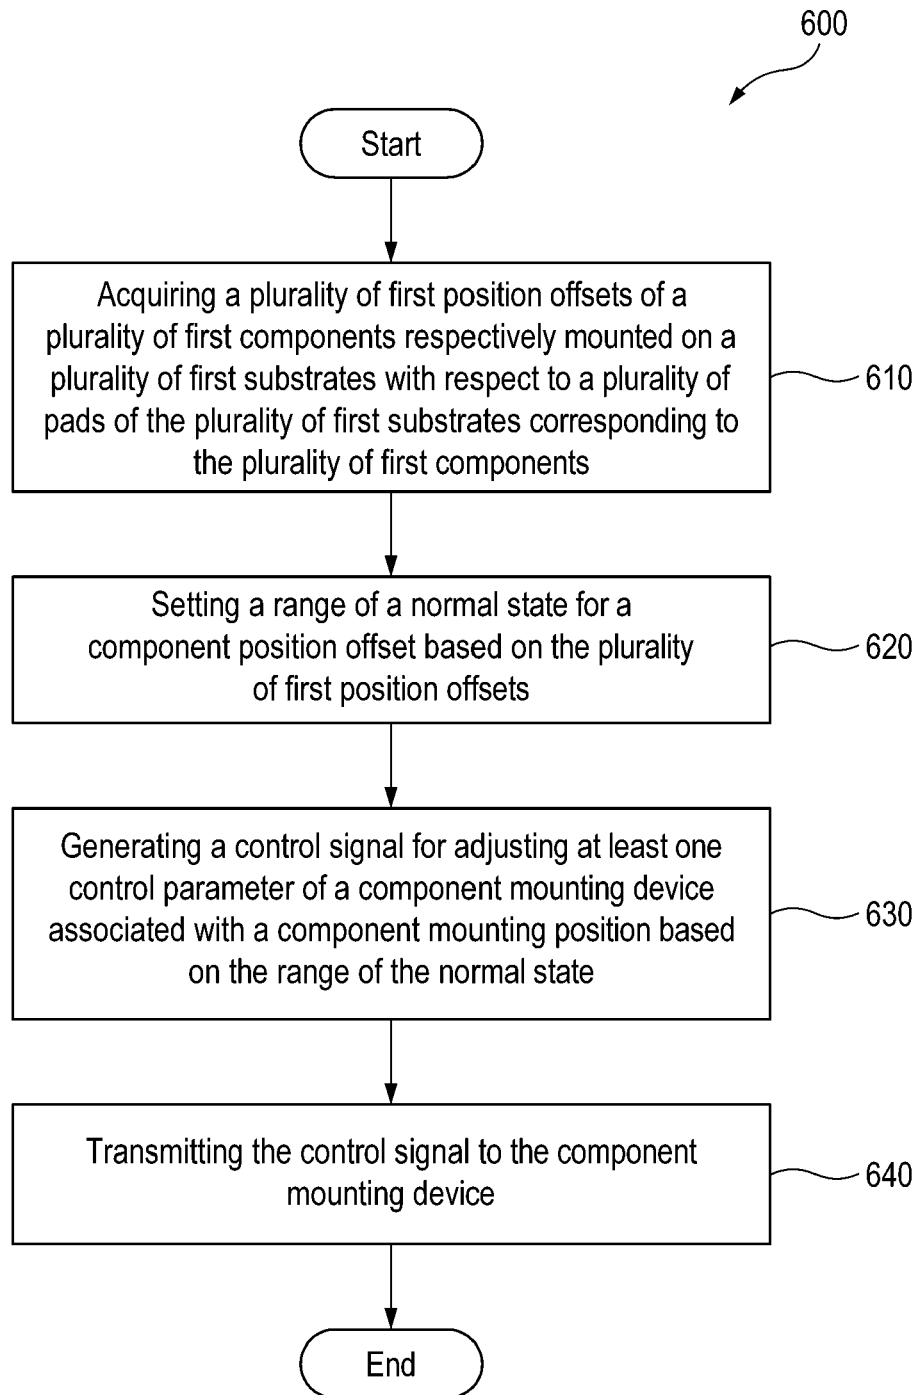 600
Start
Acquiring a plurality of first position offsets of a
plurality of first components respectively mounted on a
plurality of first substrates with respect to a plurality of
pads of the plurality of first substrates corresponding to
the plurality of first components
610
Setting a range of a normal state for a
component position offset based on the plurality
of first position offsets
620
Generating a control signal for adjusting at least one
control parameter of a component mounting device
associated with a component mounting position based
on the range of the normal state
630
Transmitting the control signal to the component
mounting device
640
End